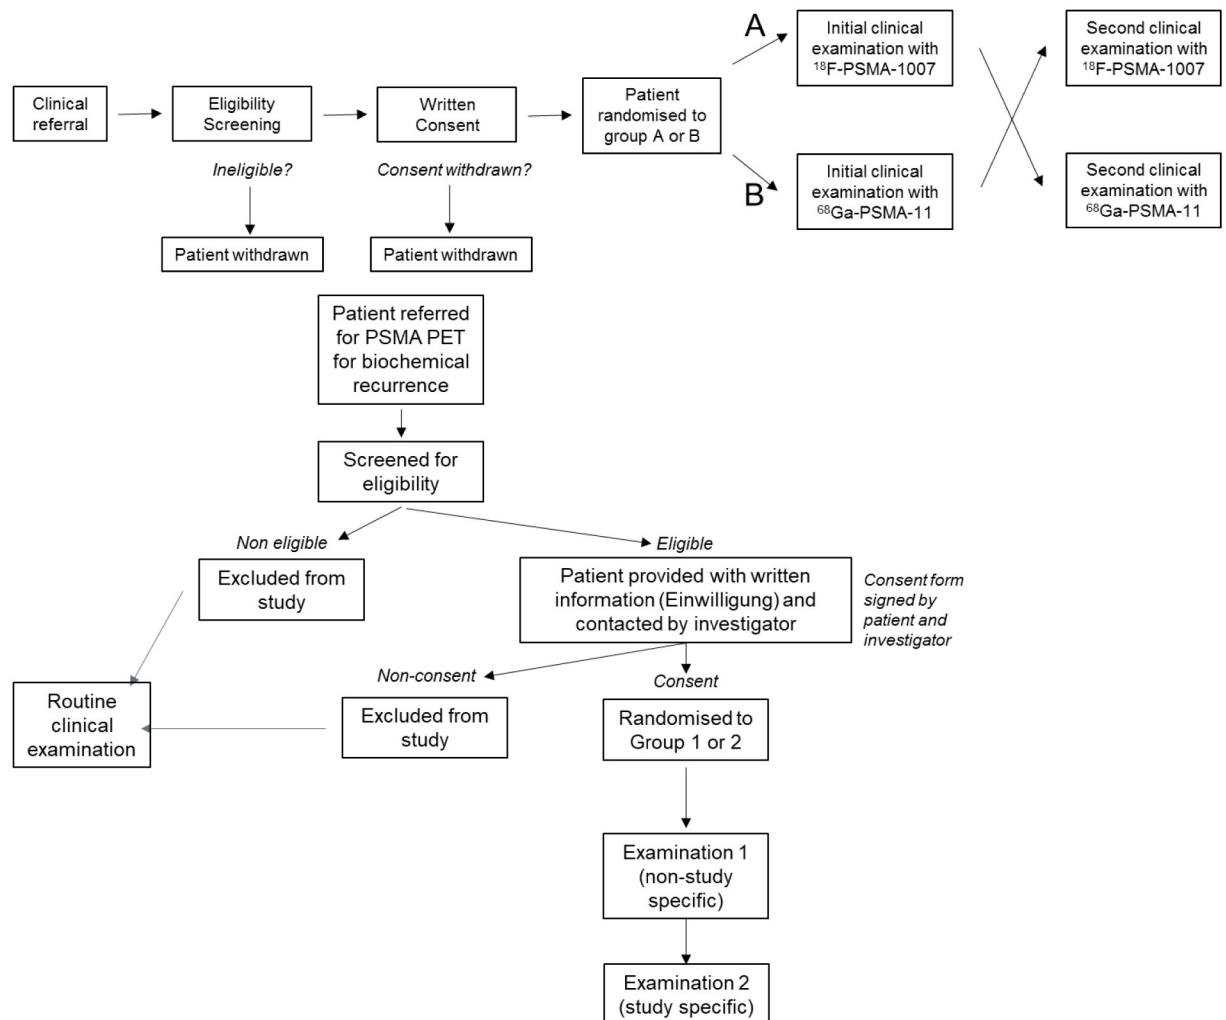 Clinical
referral
Eligibility
Screening
Written
Consent
Patient
randomised to
group A or B
A
Initial clinical
examination with
¹⁸F-PSMA-1007
Second clinical
examination with
¹⁸F-PSMA-1007
B
Initial clinical
examination with
⁶⁸Ga-PSMA-11
Second clinical
examination with
⁶⁸Ga-PSMA-11
Ineligible?
Consent withdrawn?
Patient withdrawn
Patient withdrawn
Patient referred
for PSMA PET
for biochemical
recurrence
Screened for
eligibility
Non eligible
Eligible
Excluded from
study
Patient provided with written
information (Einwilligung) and
contacted by investigator
Consent form
signed by
patient and
investigator
Non-consent
Consent
Routine
clinical
examination
Excluded from
study
Randomised to
Group 1 or 2
Examination 1
(non-study
specific)
Examination 2
(study specific)